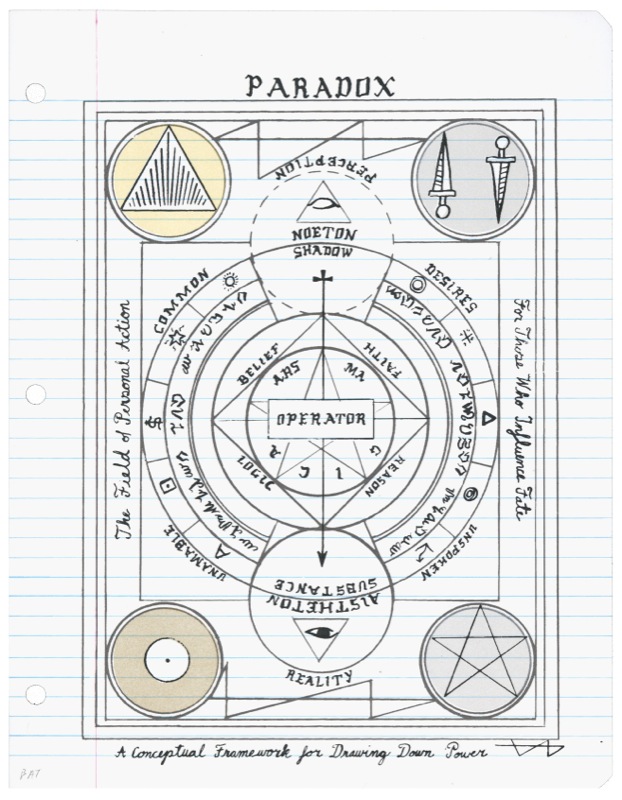 PARADOX
PERCEPTION
NOETON
SHADOW
COMMON
DESIRES
The Field of Personal Action
For Those Who Influence Fate
BELIEF
FAITH
ARS
MA
OPERATOR
G
I
C
A
LOGIC
REASON
$
UNNAMABLE
UNSPOKEN
SUBSTANCE
AISTHETON
REALITY
A Conceptual Framework for Drawing Down Power